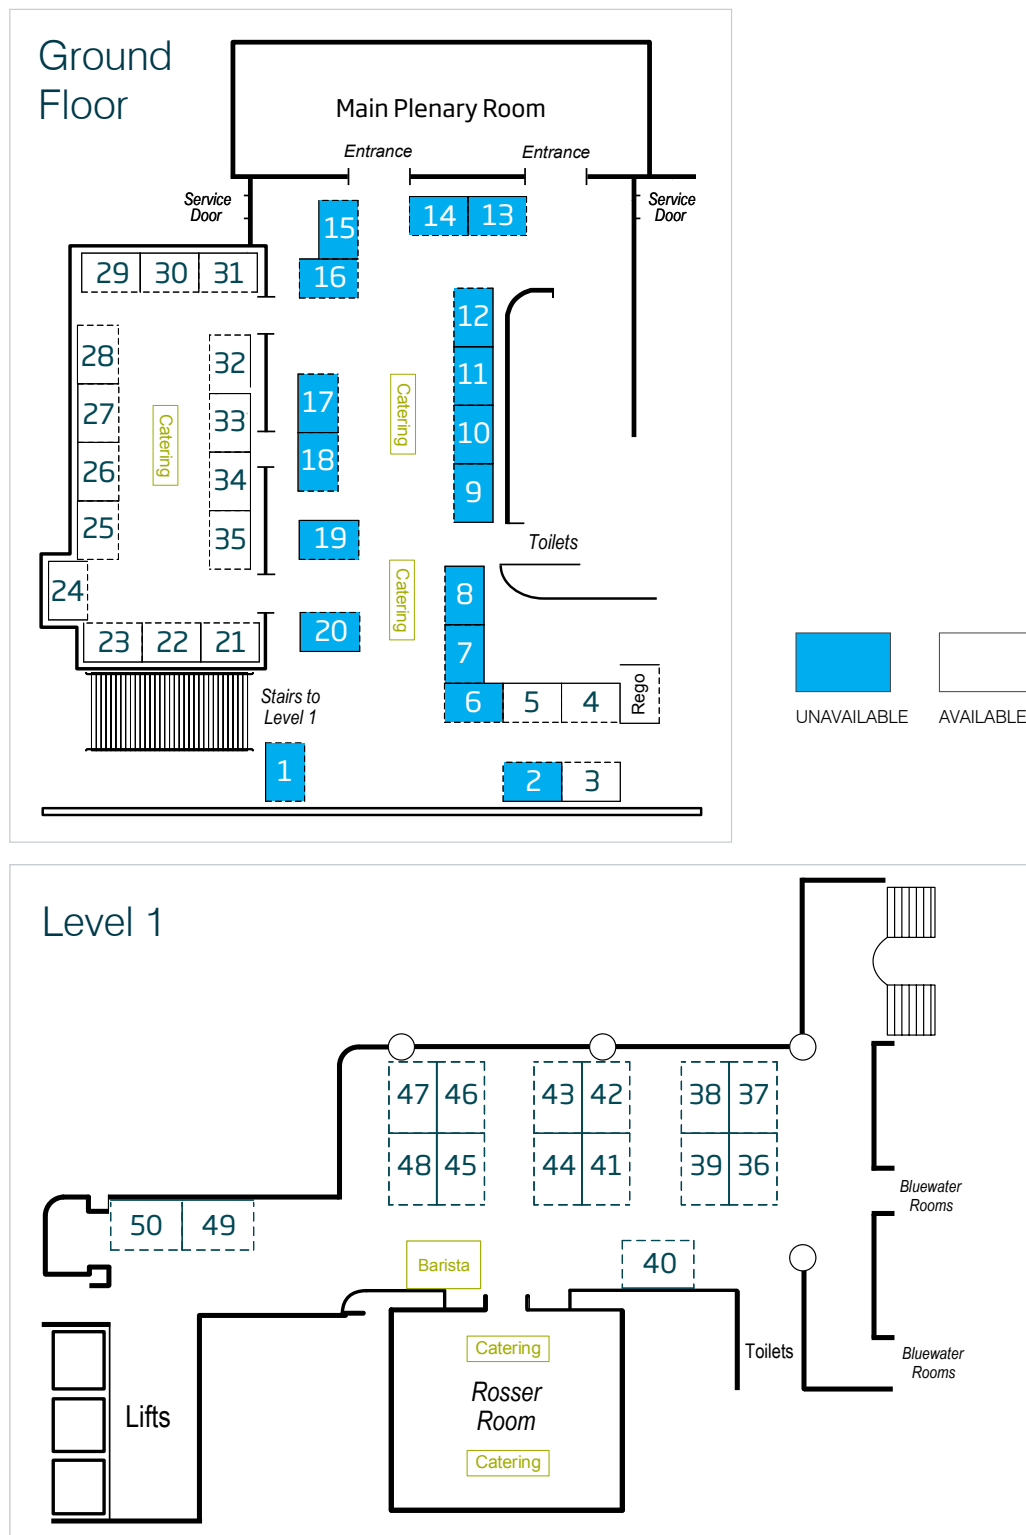 Ground
Floor
Main Plenary Room
Entrance
Entrance
Service
Door
Service
Door
15
14
13
16
29
30
31
12
28
32
11
17
Catering
27
33
Catering
10
18
26
34
9
25
35
19
Toilets
24
8
Catering
20
23
22
21
7
Stairs to
Level 1
6
5
4
Rego
UNAVAILABLE
AVAILABLE
1
2
3
Level 1
47
46
43
42
38
37
48
45
44
41
39
36
Bluewater
Rooms
50
49
Barista
40
Catering
Toilets
Bluewater
Rooms
Rosser
Room
Lifts
Catering